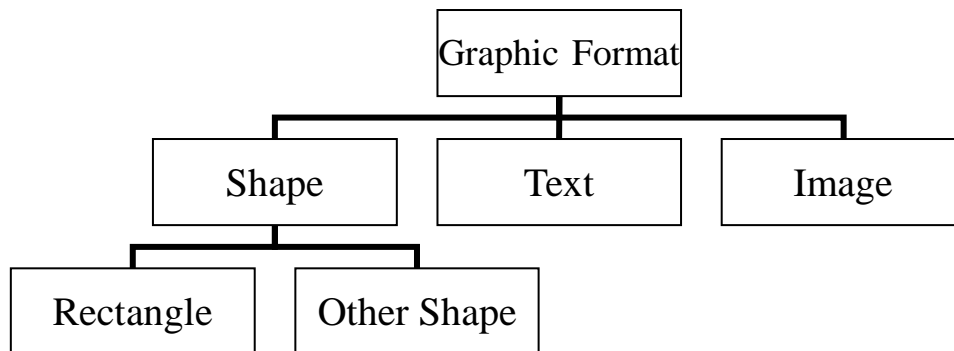 Graphic Format
Shape
Text
Image
Rectangle
Other Shape